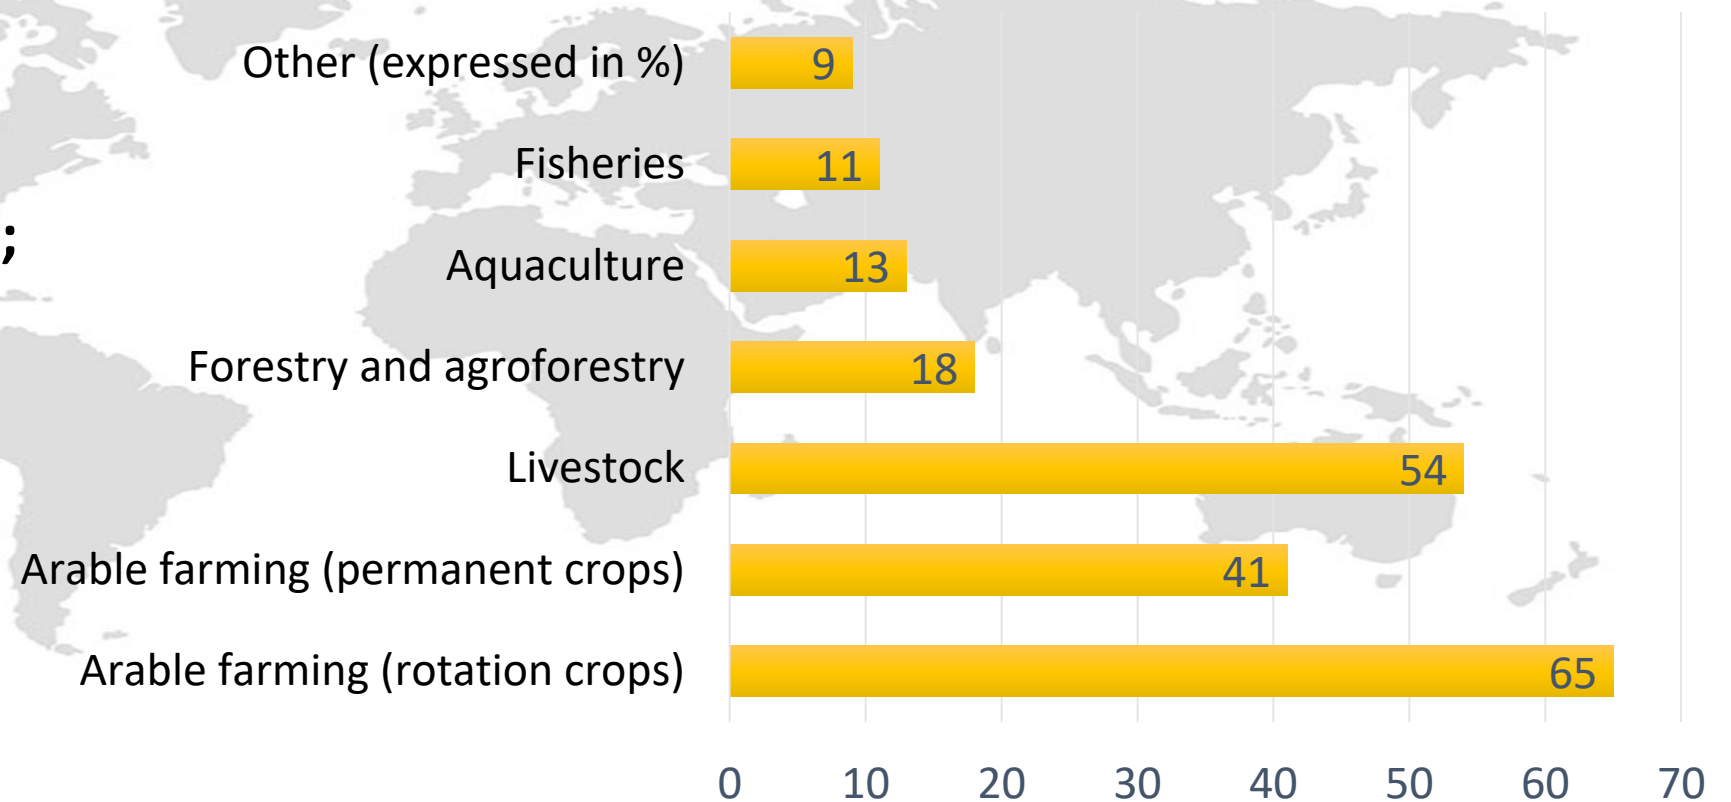 Other (expressed in %) 9
Fisheries 11
;
Aquaculture 13
Forestry and agroforestry 18
Livestock 54
Arable farming (permanent crops) 41
Arable farming (rotation crops) 65
0 10 20 30 40 50 60 70